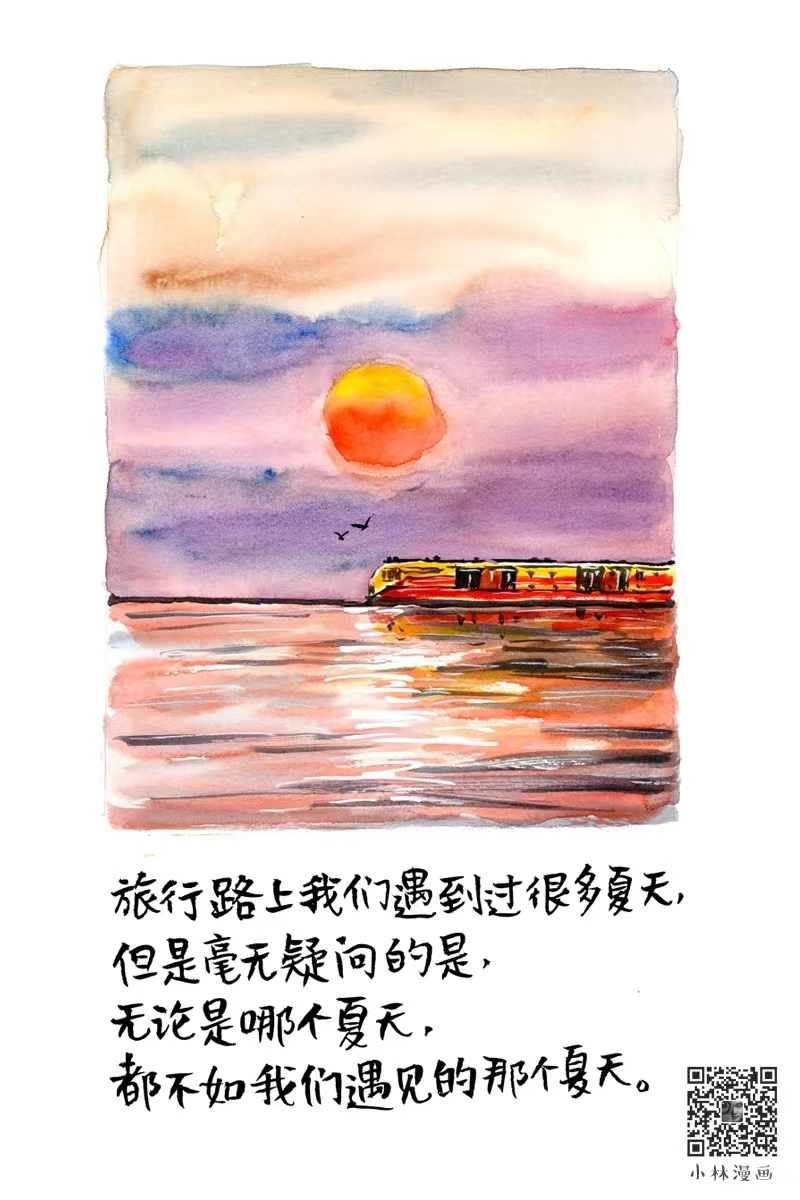 旅行路上我们遇到过很多夏天，
但是毫无疑问的是，
无论是哪个夏天，
都不如我们遇见的那个夏天。
小林漫画